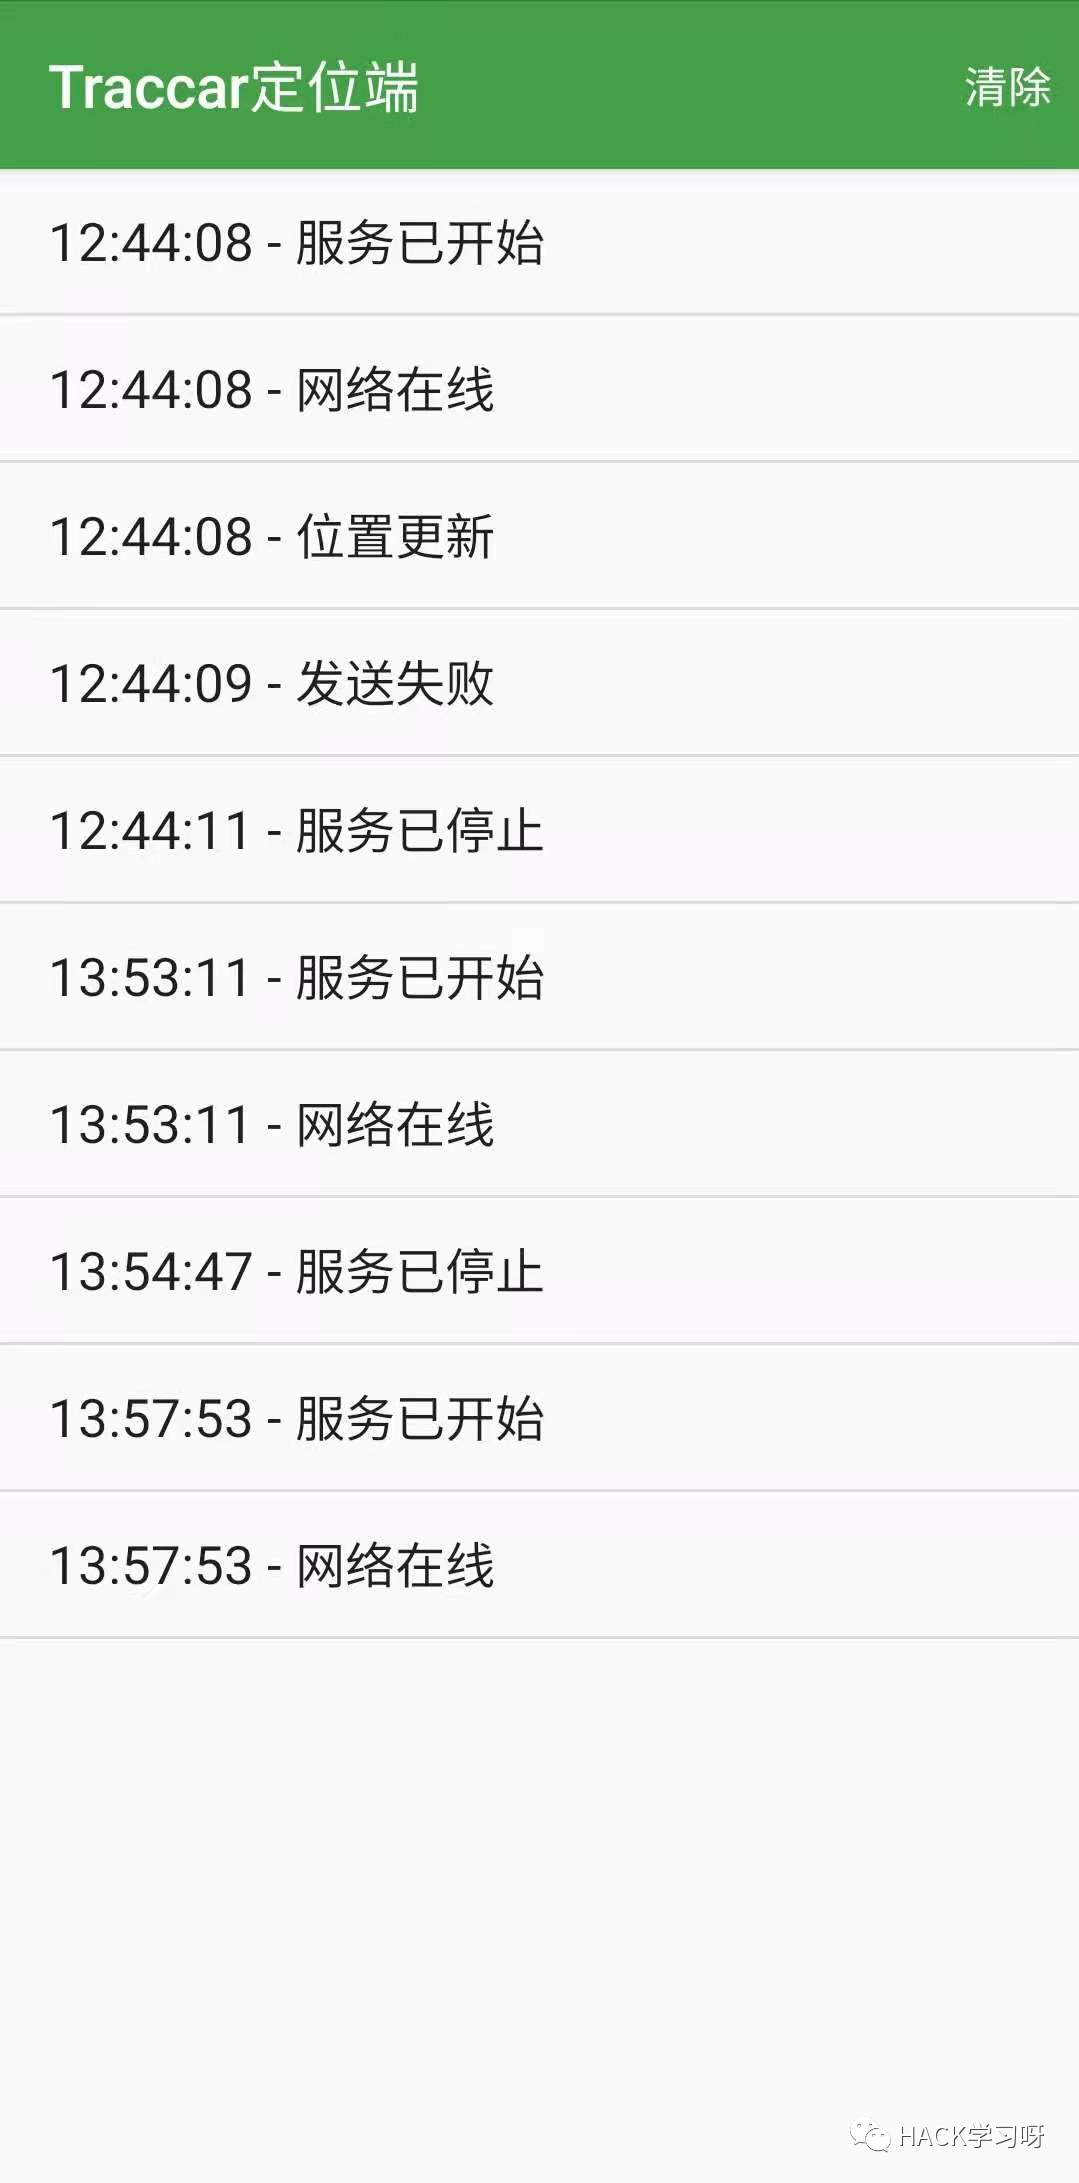 Traccar定位端
清除
12:44:08 - 服务已开始
12:44:08 - 网络在线
12:44:08 - 位置更新
12:44:09 - 发送失败
12:44:11 - 服务已停止
13:53:11 - 服务已开始
13:53:11 - 网络在线
13:54:47 - 服务已停止
13:57:53 - 服务已开始
13:57:53 - 网络在线
HACK学习呀